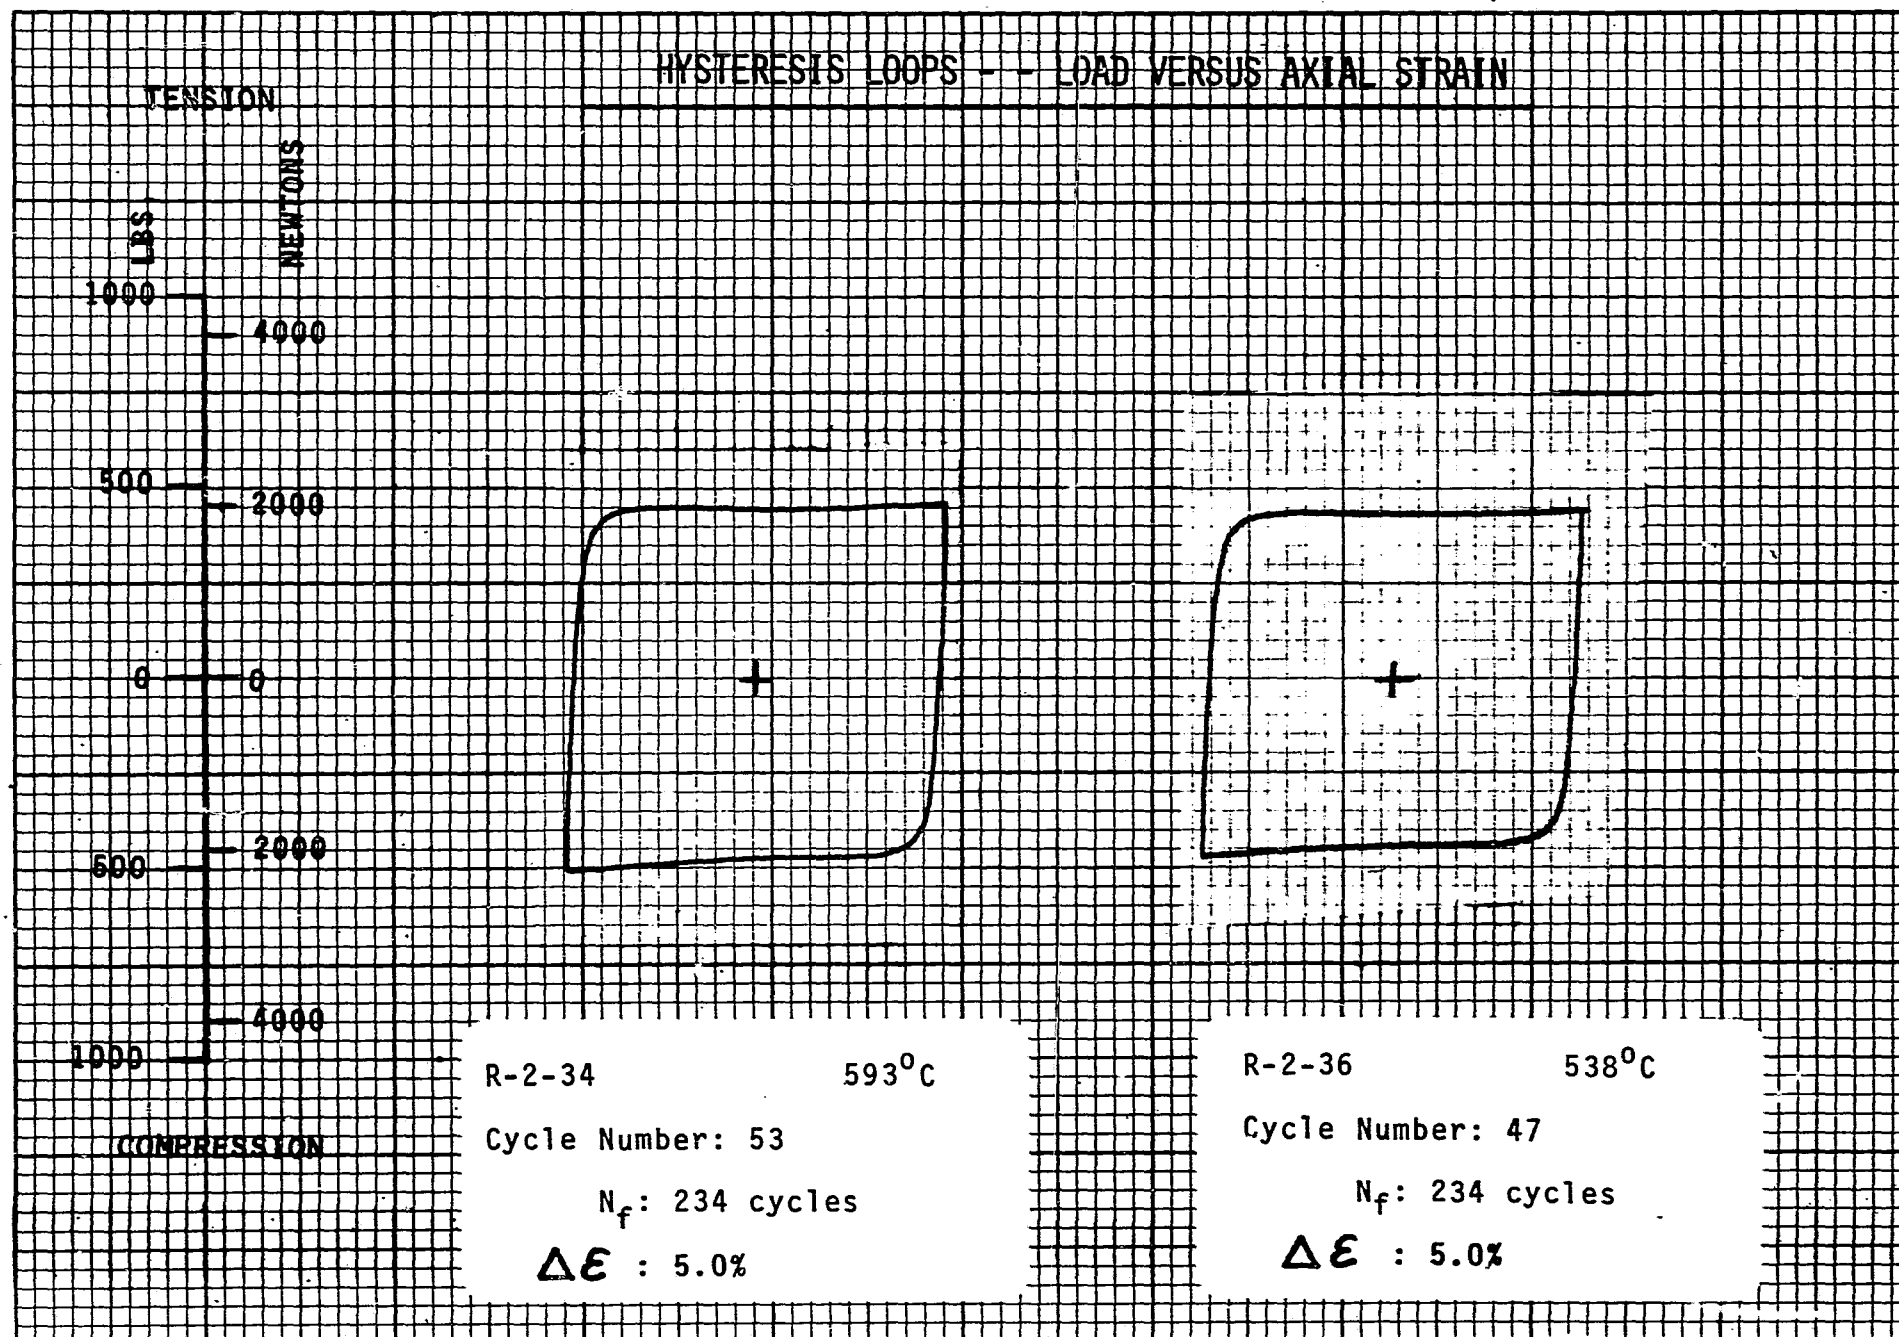 HYSTERESIS LOOPS - - LOAD VERSUS AXIAL STRAIN
TENSION
LBS
NEWTONS
1000
4000
500
2000
0
0
2000
500
4000
1000
COMPRESSION
R-2-34 593°C
Cycle Number: 53
Nf: 234 cycles
Δε : 5.0%
R-2-36 538°C
Cycle Number: 47
Nf: 234 cycles
Δε : 5.0%